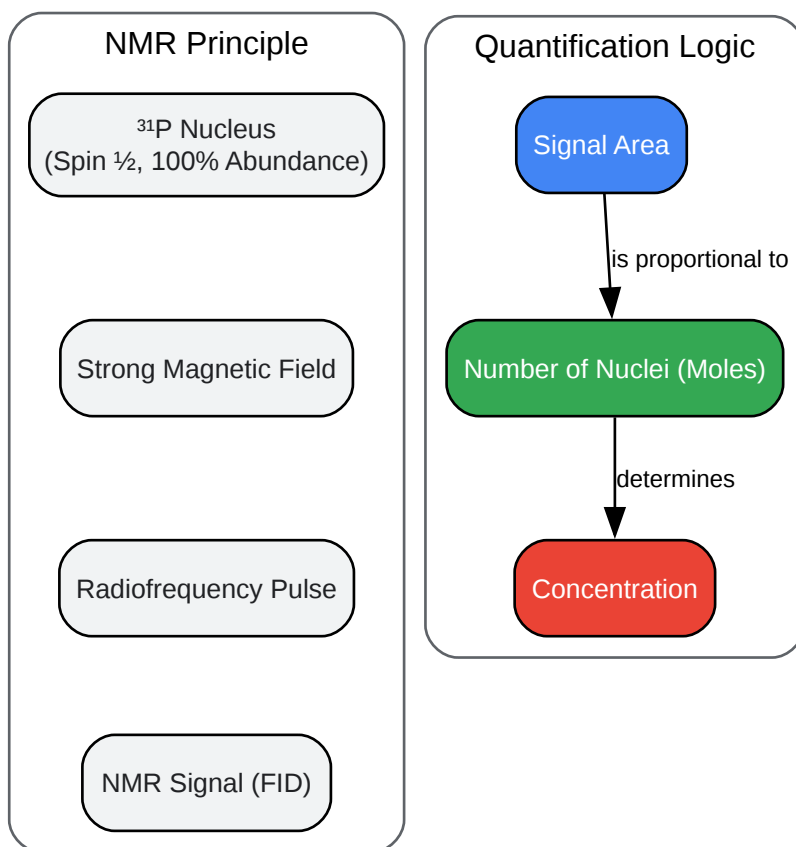 NMR Principle
³¹P Nucleus
(Spin ½, 100% Abundance)
Strong Magnetic Field
Radiofrequency Pulse
NMR Signal (FID)
Quantification Logic
Signal Area
is proportional to
Number of Nuclei (Moles)
determines
Concentration